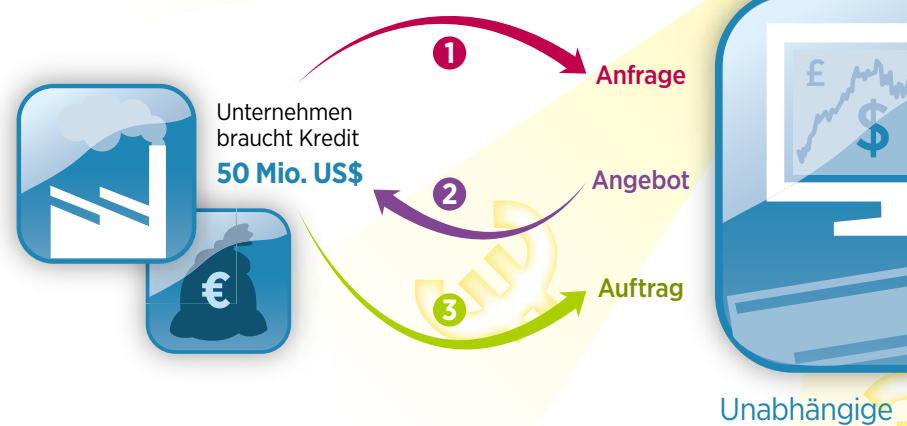 1
Anfrage
Unternehmen
braucht Kredit
50 Mio. US$
2
Angebot
3
Auftrag
€
£
$
Unabhängige